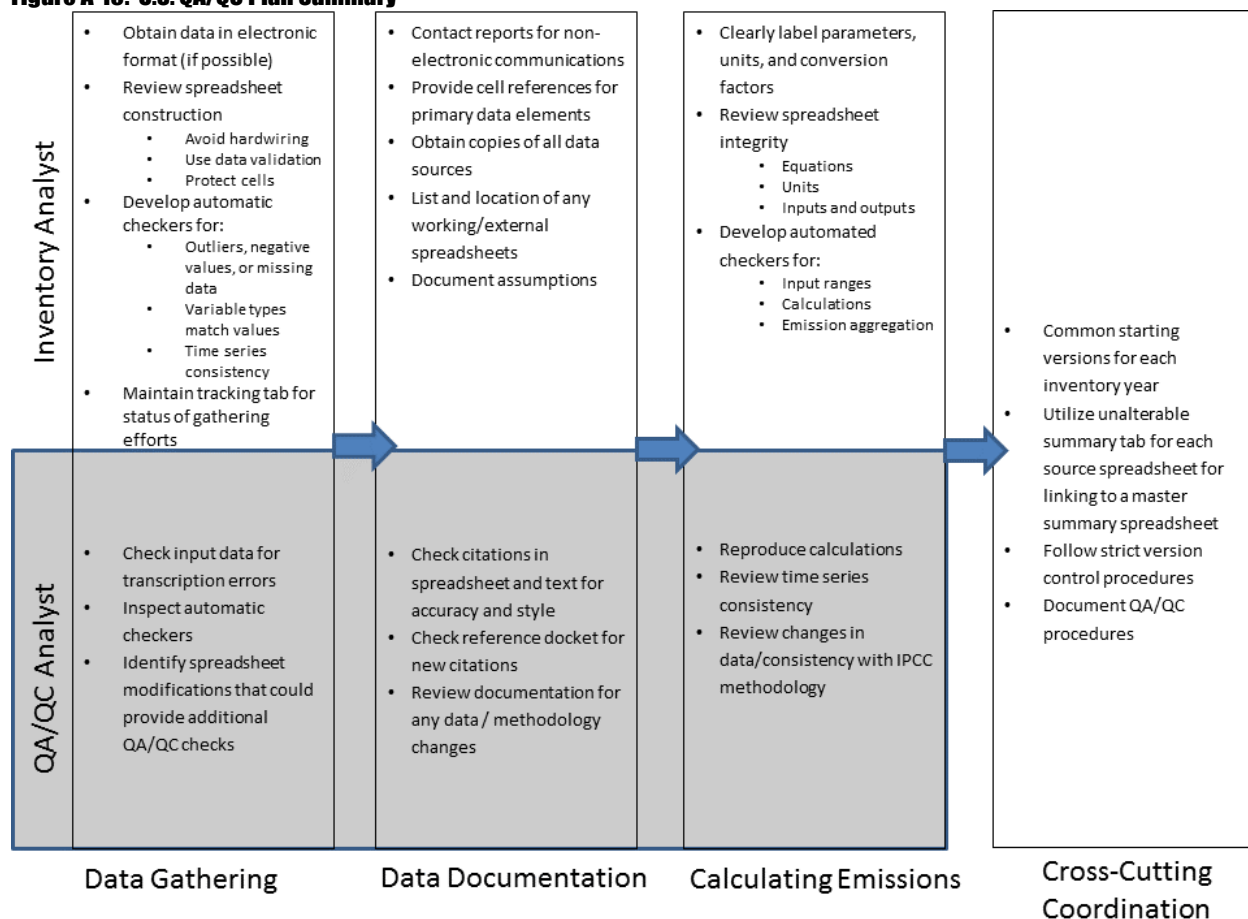 Figure A-18: U.S. QA/QC Plan Summary
Inventory Analyst
• Obtain data in electronic
format (if possible)
• Review spreadsheet
construction
• Avoid hardwiring
• Use data validation
• Protect cells
• Develop automatic
checkers for:
• Outliers, negative
values, or missing
data
• Variable types
match values
• Time series
consistency
• Maintain tracking tab for
status of gathering
efforts
• Contact reports for non-
electronic communications
• Provide cell references for
primary data elements
• Obtain copies of all data
sources
• List and location of any
working/external
spreadsheets
• Document assumptions
• Clearly label parameters,
units, and conversion
factors
• Review spreadsheet
integrity
• Equations
• Units
• Inputs and outputs
• Develop automated
checkers for:
• Input ranges
• Calculations
• Emission aggregation
• Common starting
versions for each
inventory year
• Utilize unalterable
summary tab for each
source spreadsheet for
linking to a master
summary spreadsheet
• Follow strict version
control procedures
• Document QA/QC
procedures
QA/QC Analyst
• Check input data for
transcription errors
• Inspect automatic
checkers
• Identify spreadsheet
modifications that could
provide additional
QA/QC checks
• Check citations in
spreadsheet and text for
accuracy and style
• Check reference docket for
new citations
• Review documentation for
any data / methodology
changes
• Reproduce calculations
• Review time series
consistency
• Review changes in
data/consistency with IPCC
methodology
Data Gathering
Data Documentation
Calculating Emissions
Cross-Cutting
Coordination